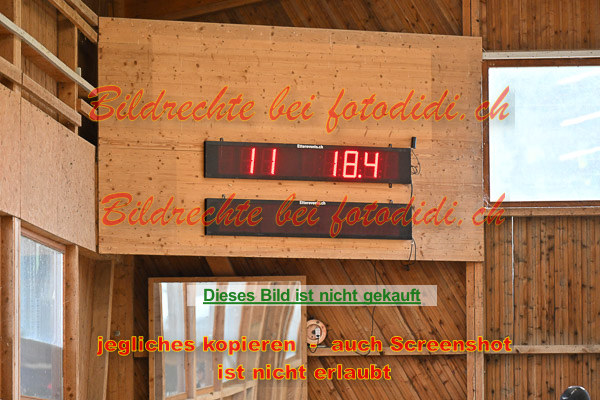 Bildrechte bei fotodidi.ch
11 18.4
Bildrechte bei fotodidi.ch
Dieses Bild ist nicht gekauft
jegliches kopieren - auch Screenshot
ist nicht erlaubt